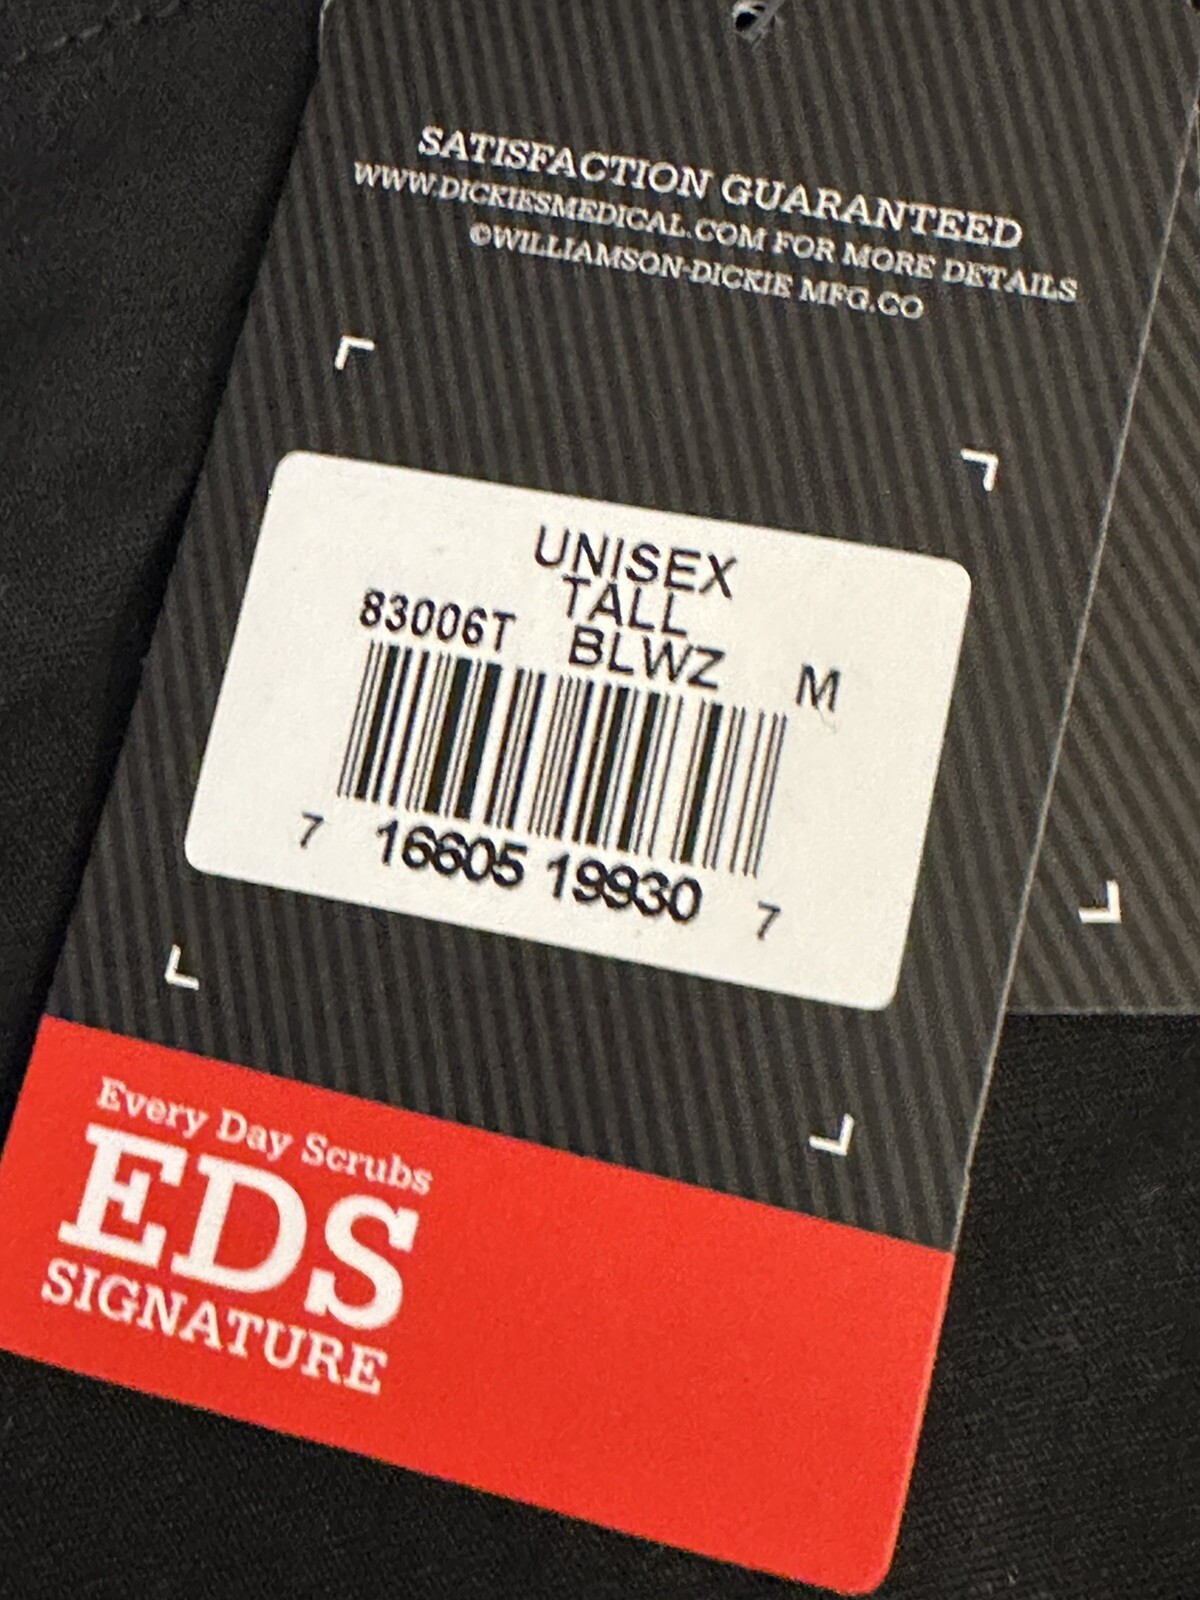 SATISFACTION GUARANTEED
WWW.DICKIESMEDICAL.COM FOR MORE DETAILS
©WILLIAMSON-DICKIE MFG.CO
UNISEX
TALL
83006T BLWZ M
7 16605 19930 7
Every Day Scrubs
EDS
SIGNATURE